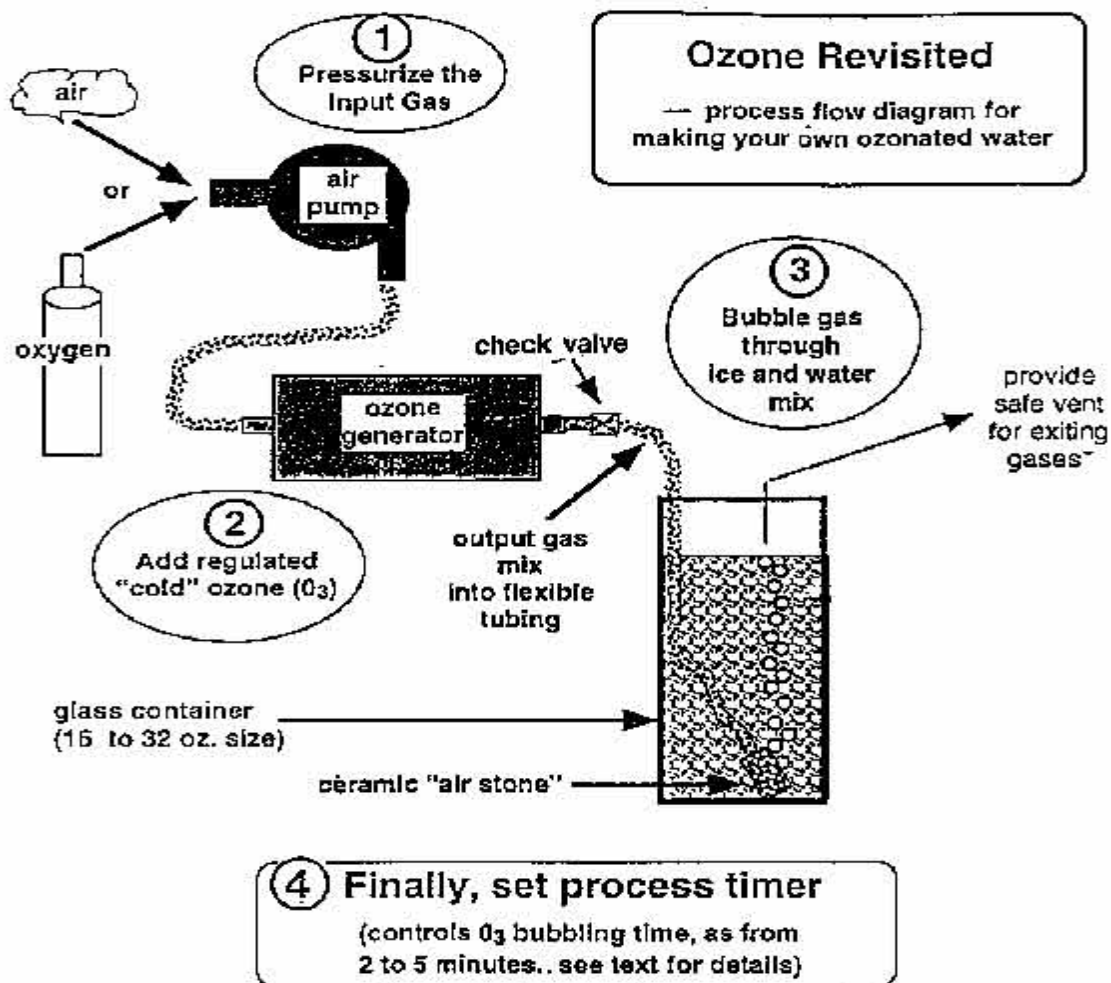 Ozone Revisited
— process flow diagram for
making your own ozonated water
1
Pressurize the
Input Gas
air
or
oxygen
air
pump
check valve
ozone
generator
2
Add regulated
"cold" ozone (0₃)
output gas
mix
into flexible
tubing
3
Bubble gas
through
ice and water
mix
provide
safe vent
for exiting
gases*
glass container
(16 to 32 oz. size)
ceramic "air stone"
4 Finally, set process timer
(controls 0₃ bubbling time, as from
2 to 5 minutes.. see text for details)